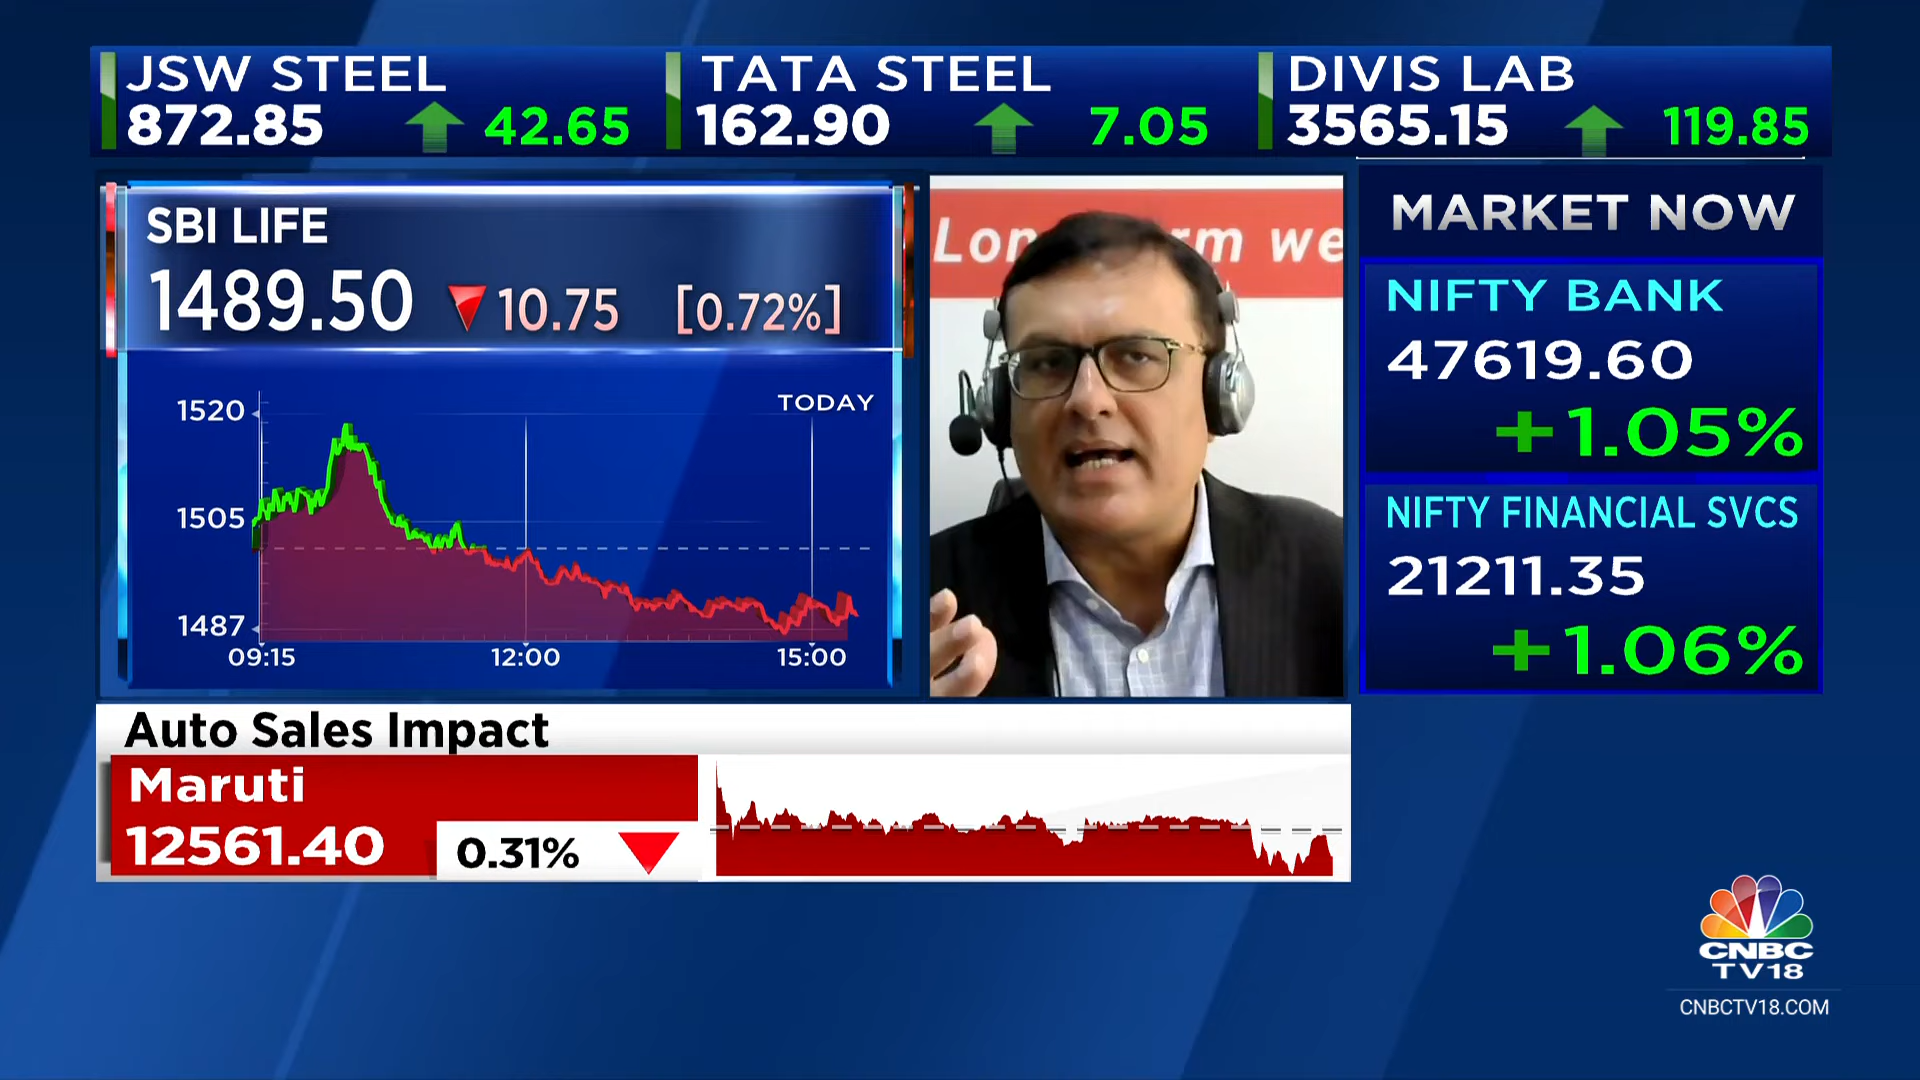 JSW STEEL
872.85 42.65
TATA STEEL
162.90 7.05
DIVIS LAB
3565.15 119.85
SBI LIFE
1489.50 10.75 [0.72%]
TODAY
1520
1505
1487
09:15 12:00 15:00
Lon rm we
MARKET NOW
NIFTY BANK
47619.60
+1.05%
NIFTY FINANCIAL SVCS
21211.35
+1.06%
Auto Sales Impact
Maruti
12561.40 0.31%
CNBC
TV18
CNBCTV18.COM